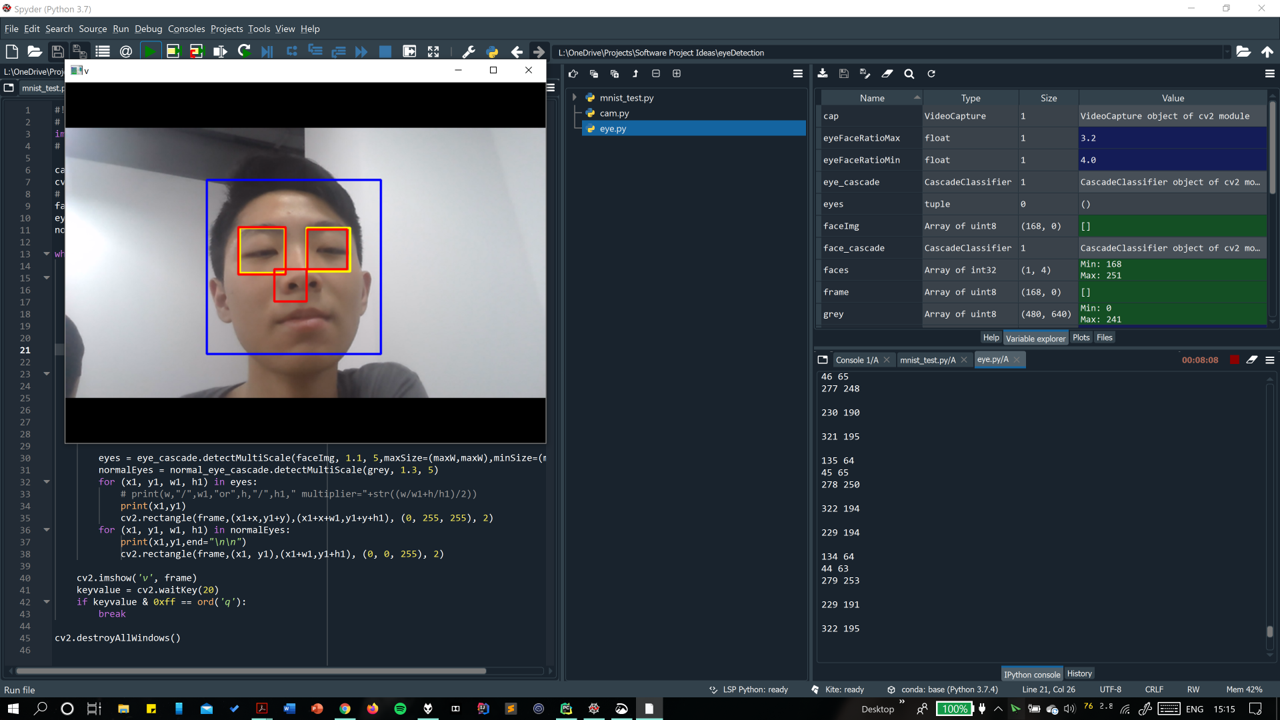 Spyder (Python 3.7)
File Edit Search Source Run Debug Consoles Projects Tools View Help
L:\OneDrive\Projects\Software Project Ideas\eyeDetection
L:\OneDrive\Proj
v
mnist_test.py
1 #!
2 #
3 im
4 #
6 ca
7 cv
8 #
9 fa
10 ey
11 no
12
13 wh
14
15
16
17
18
19
20
21
22
23
24
25
26
27
28
29
30 eyes = eye_cascade.detectMultiScale(faceImg, 1.1, 5,maxSize=(maxW,maxW),minSize=(m
31 normalEyes = normal_eye_cascade.detectMultiScale(grey, 1.3, 5)
32 for (x1, y1, w1, h1) in eyes:
33 # print(w,"/",w1,"or",h,"/",h1," multiplier="+str((w/w1+h/h1)/2))
34 print(x1,y1)
35 cv2.rectangle(frame,(x1+x,y1+y),(x1+x+w1,y1+y+h1), (0, 255, 255), 2)
36 for (x1, y1, w1, h1) in normalEyes:
37 print(x1,y1,end="\n\n")
38 cv2.rectangle(frame,(x1, y1),(x1+w1,y1+h1), (0, 0, 255), 2)
39
40 cv2.imshow('v', frame)
41 keyvalue = cv2.waitKey(20)
42 if keyvalue & 0xff == ord('q'):
43 break
44
45 cv2.destroyAllWindows()
46
mnist_test.py
cam.py
eye.py
Name Type Size Value
cap VideoCapture 1 VideoCapture object of cv2 module
eyeFaceRatioMax float 1 3.2
eyeFaceRatioMin float 1 4.0
eye_cascade CascadeClassifier 1 CascadeClassifier object of cv2 mo…
eyes tuple 0 ()
faceImg Array of uint8 (168, 0) []
face_cascade CascadeClassifier 1 CascadeClassifier object of cv2 mo…
faces Array of int32 (1, 4) Min: 168
Max: 251
frame Array of uint8 (168, 0) []
grey Array of uint8 (480, 640) Min: 0
Max: 241
Help Variable explorer Plots Files
Console 1/A mnist_test.py/A eye.py/A 00:08:08
46 65
277 248
230 190
321 195
135 64
45 65
278 250
322 194
229 194
134 64
44 63
279 253
229 191
322 195
IPython console History
Run file LSP Python: ready Kite: ready conda: base (Python 3.7.4) Line 21, Col 26 UTF-8 CRLF RW Mem 42%
Desktop 100% 76 2.8 ENG 15:15